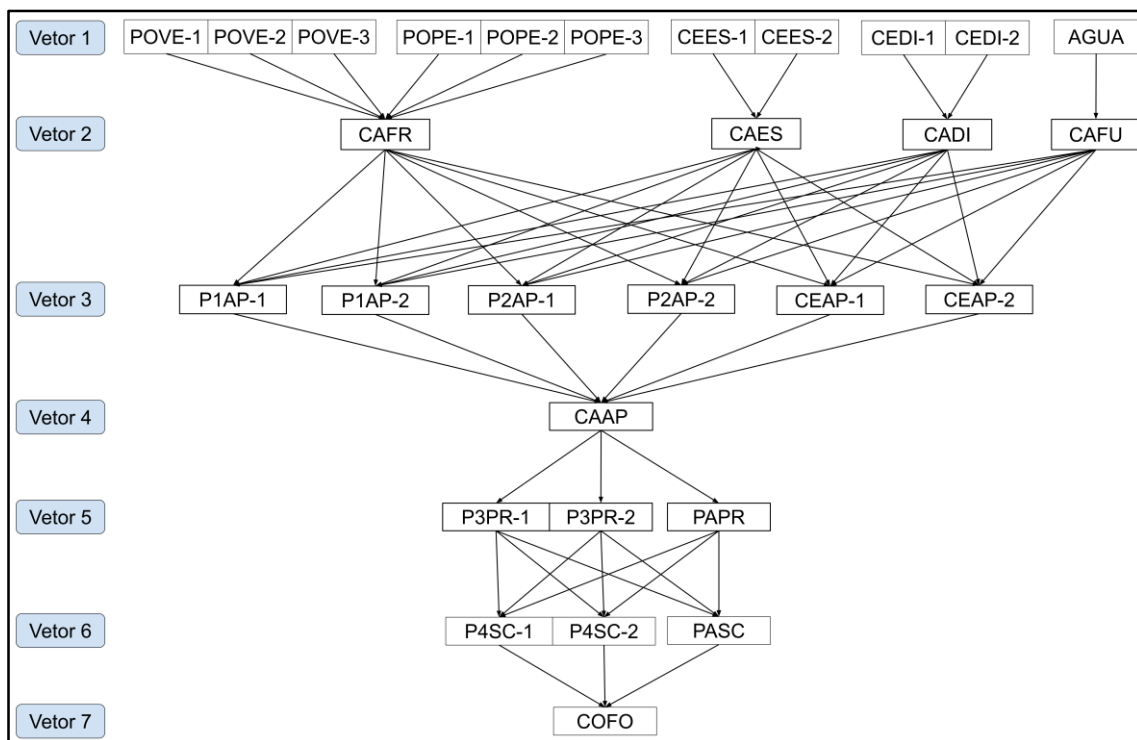 Vetor 1 POVE-1 POVE-2 POVE-3 POPE-1 POPE-2 POPE-3 CEES-1 CEES-2 CEDI-1 CEDI-2 AGUA
Vetor 2 CAFR CAES CADI CAFU
Vetor 3 P1AP-1 P1AP-2 P2AP-1 P2AP-2 CEAP-1 CEAP-2
Vetor 4 CAAP
Vetor 5 P3PR-1 P3PR-2 PAPR
Vetor 6 P4SC-1 P4SC-2 PASC
Vetor 7 COFO